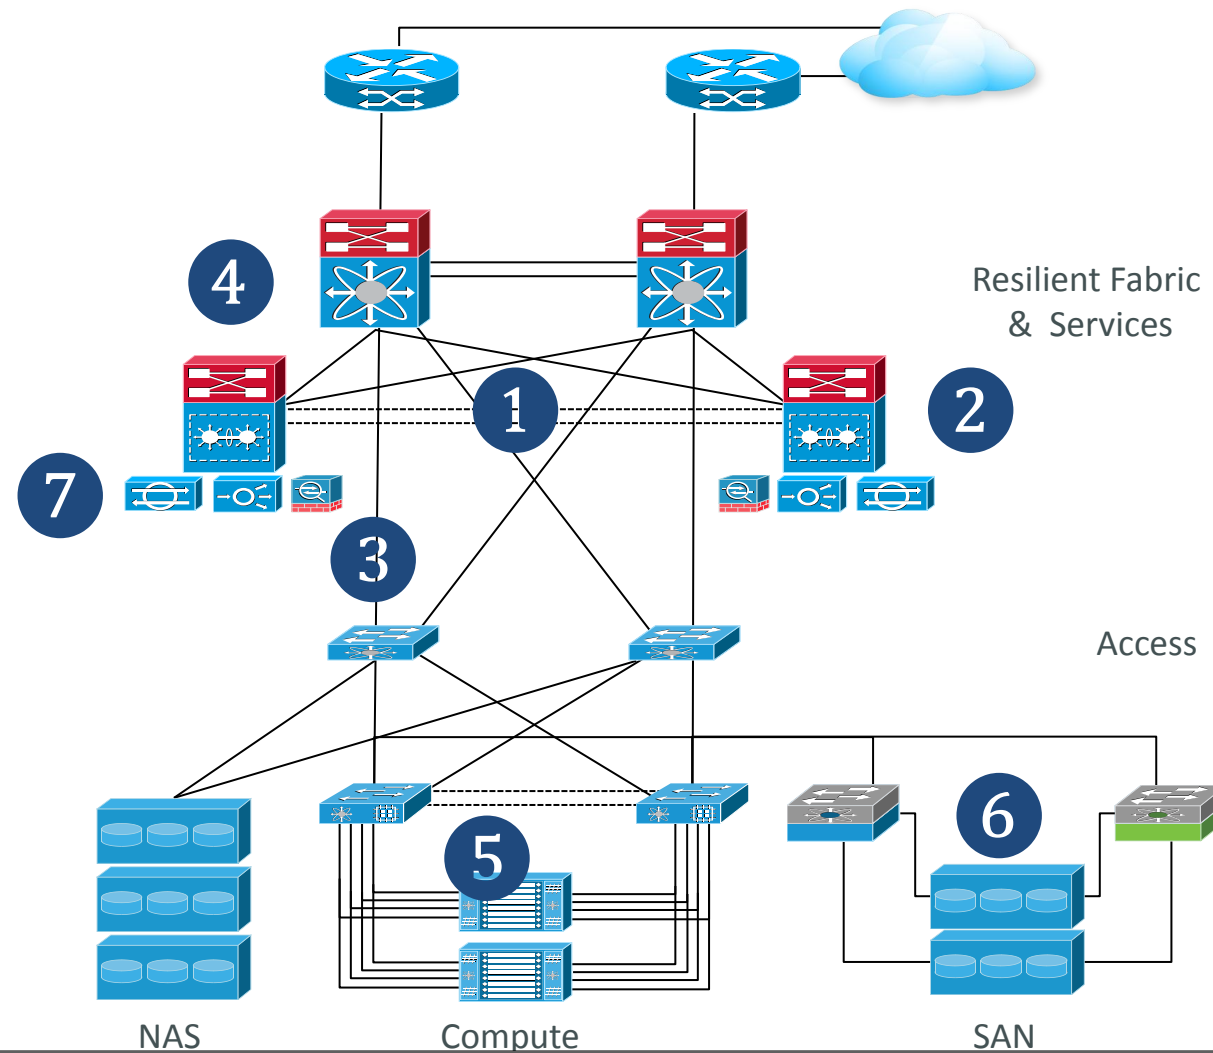 4
Resilient Fabric
& Services
1
2
7
3
Access
5
6
NAS
Compute
SAN